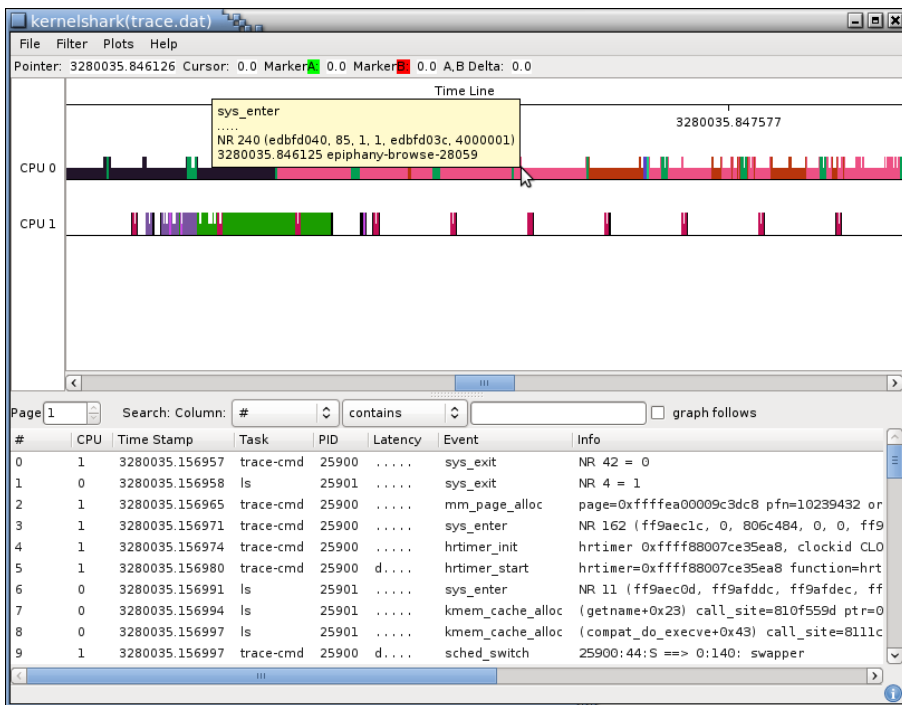 kernelshark(trace.dat)
File Filter Plots Help
Pointer: 3280035.846126 Cursor: 0.0 MarkerA: 0.0 MarkerB: 0.0 A,B Delta: 0.0
Time Line
3280035.847577
sys_enter
.....
NR 240 (edbfd040, 85, 1, 1, edbfd03c, 4000001)
3280035.846125 epiphany-browse-28059
CPU 0
CPU 1
Page 1 Search: Column: # contains graph follows
# CPU Time Stamp Task PID Latency Event Info
0 1 3280035.156957 trace-cmd 25900 ..... sys_exit NR 42 = 0
1 0 3280035.156958 ls 25901 ..... sys_exit NR 4 = 1
2 1 3280035.156965 trace-cmd 25900 ..... mm_page_alloc page=0xffffea00009c3dc8 pfn=10239432 or
3 1 3280035.156971 trace-cmd 25900 ..... sys_enter NR 162 (ff9aec1c, 0, 806c484, 0, 0, ff9
4 1 3280035.156974 trace-cmd 25900 ..... hrtimer_init hrtimer 0xffff88007ce35ea8, clockid CLO
5 1 3280035.156980 trace-cmd 25900 d.... hrtimer_start hrtimer=0xffff88007ce35ea8 function=hrt
6 0 3280035.156991 ls 25901 ..... sys_enter NR 11 (ff9aec0d, ff9afddc, ff9afdec, ff
7 0 3280035.156994 ls 25901 ..... kmem_cache_alloc (getname+0x23) call_site=810f559d ptr=0
8 0 3280035.156997 ls 25901 ..... kmem_cache_alloc (compat_do_execve+0x43) call_site=8111c
9 1 3280035.156997 trace-cmd 25900 d.... sched_switch 25900:44:S ==> 0:140: swapper